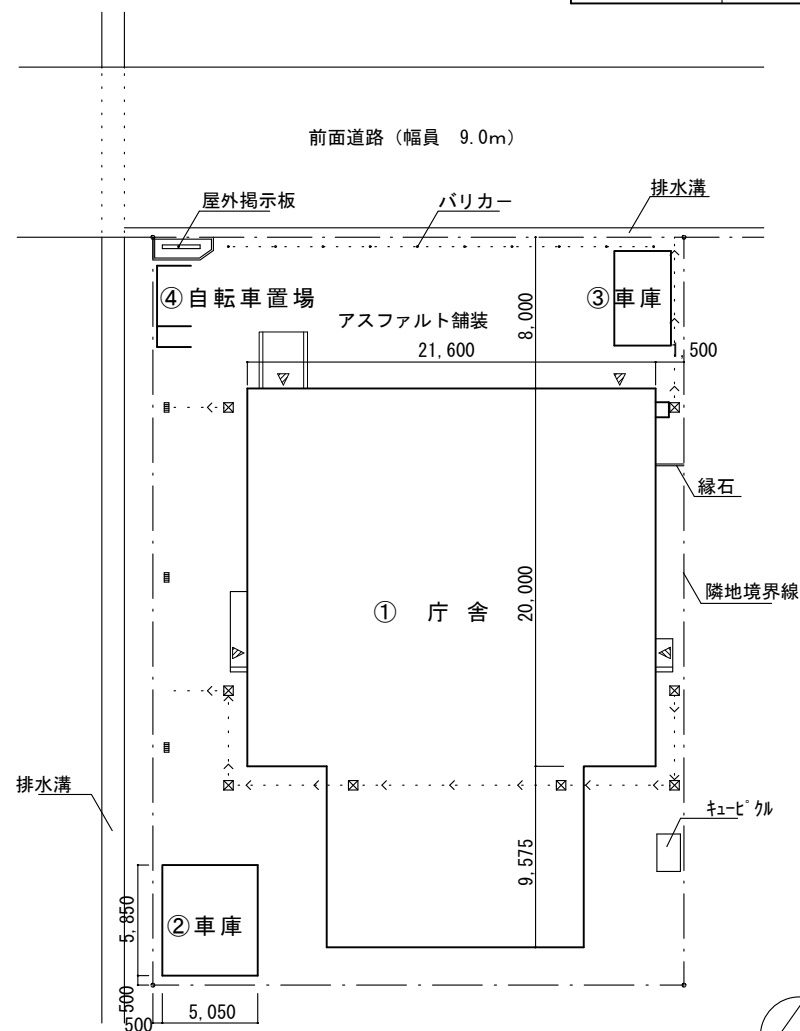 前面道路（幅員　9.0m）
屋外掲示板
バリカー
排水溝
④自転車置場
③車庫
アスファルト舗装
8,000
21,600
1,500
縁石
隣地境界線
① 庁舎
20,000
排水溝
キュービクル
9,575
②車庫
5,850
500
500
5,050